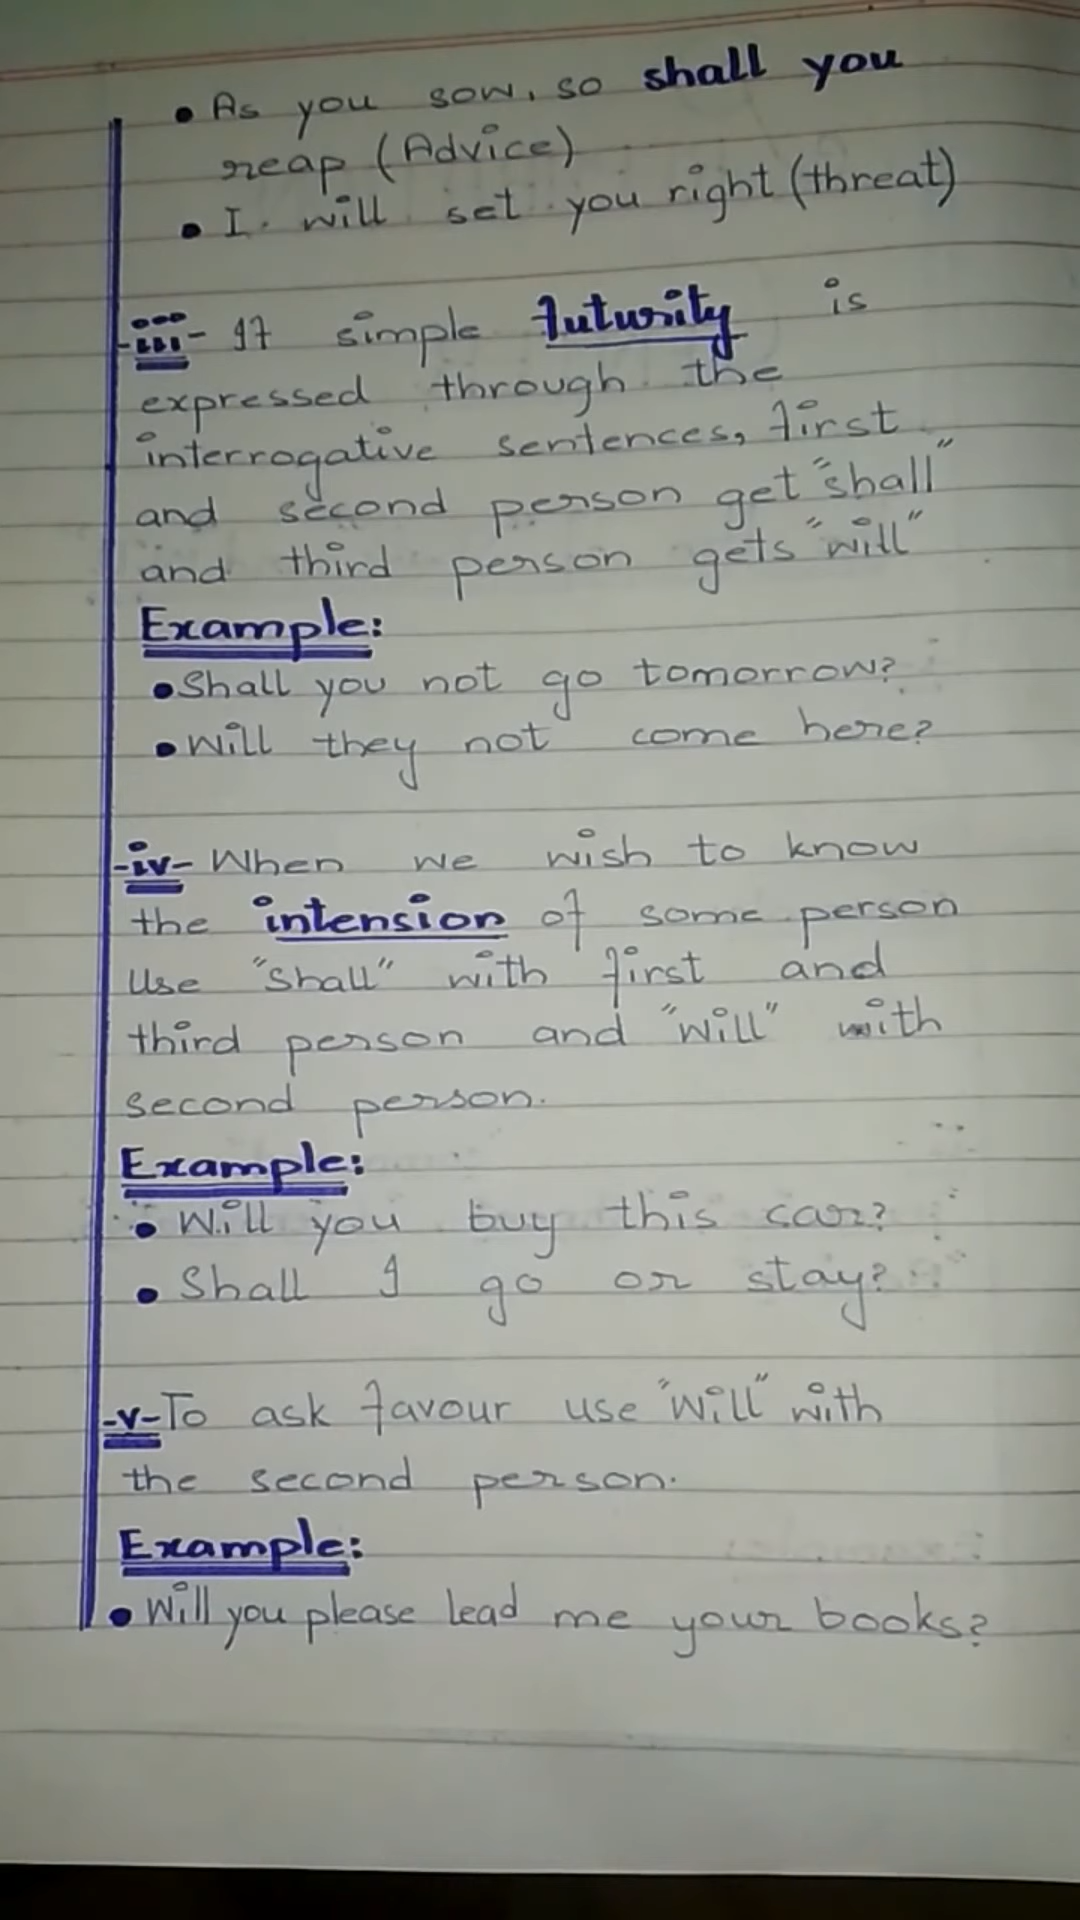 • As you sow, so shall you
reap (Advice)
• I will set you right (threat)
-iii- If simple futurity is
expressed through the
interrogative sentences, first
and second person get "shall"
and third person gets "will"
Example:
• Shall you not go tomorrow?
• Will they not come here?
-iv- When we wish to know
the intension of some person
Use "shall" with first and
third person and "will" with
second person.
Example:
• Will you buy this car?
• Shall I go or stay?
-v- To ask favour use "will" with
the second person.
Example:
• Will you please lead me your books?